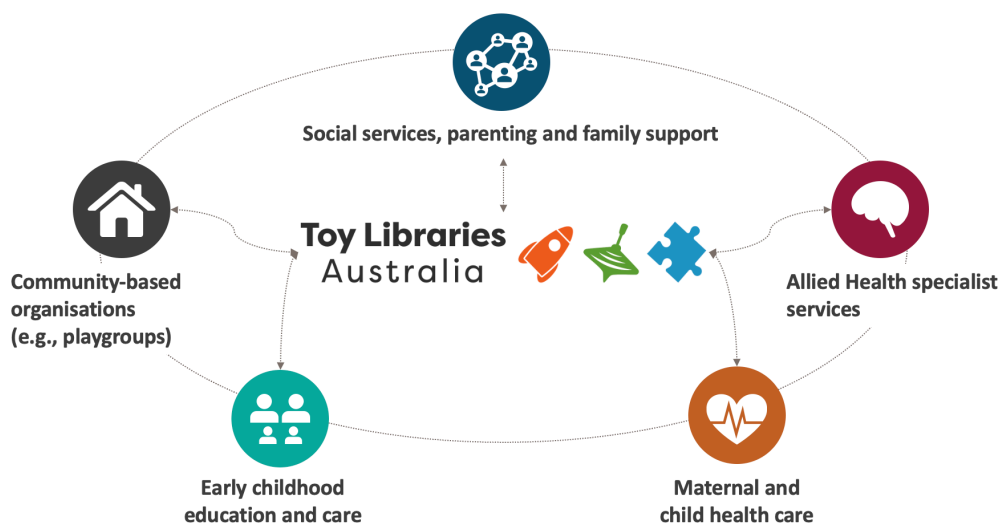 Social services, parenting and family support
Toy Libraries
Australia
Community-based
organisations
(e.g., playgroups)
Allied Health specialist
services
Early childhood
education and care
Maternal and
child health care